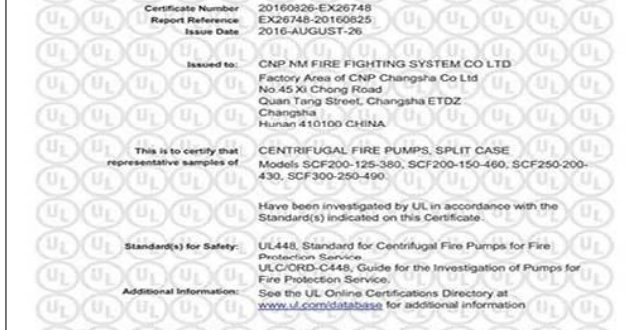 Certificate Number 20160826-EX26748
Report Reference EX26748-20160825
Issue Date 2016-AUGUST-26
Issued to: CNP NM FIRE FIGHTING SYSTEM CO LTD
Factory Area of CNP Changsha Co Ltd
No.45 Xi Chong Road
Quan Tang Street, Changsha ETDZ
Changsha
Hunan 410100 CHINA
This is to certify that CENTRIFUGAL FIRE PUMPS, SPLIT CASE
representative samples of Models SCF200-125-380, SCF200-150-460, SCF250-200-
430, SCF300-250-490.
Have been investigated by UL in accordance with the
Standard(s) indicated on this Certificate.
Standard(s) for Safety: UL448, Standard for Centrifugal Fire Pumps for Fire
Protection Service
ULC/ORD-C448, Guide for the Investigation of Pumps for
Fire Protection Service.
Additional Information: See the UL Online Certifications Directory at
www.ul.com/database for additional information